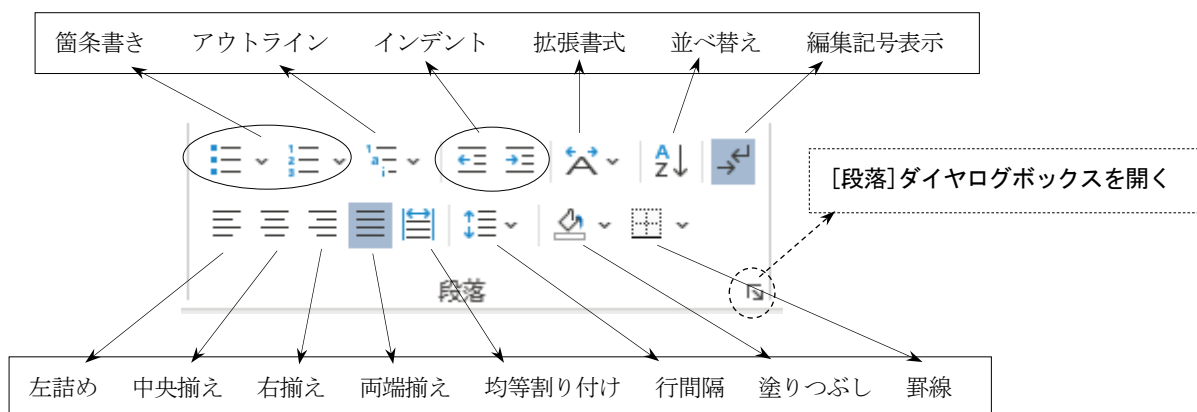 箇条書き アウトライン インデント 拡張書式 並べ替え 編集記号表示
[段落]ダイヤログボックスを開く
段落
左詰め 中央揃え 右揃え 両端揃え 均等割り付け 行間隔 塗りつぶし 罫線